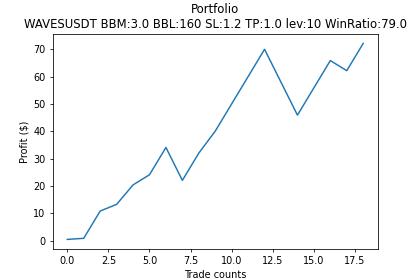 Portfolio
WAVESUSDT BBM:3.0 BBL:160 SL:1.2 TP:1.0 lev:10 WinRatio:79.0
70
60
50
40
30
20
10
0
Profit ($)
0.0 2.5 5.0 7.5 10.0 12.5 15.0 17.5
Trade counts